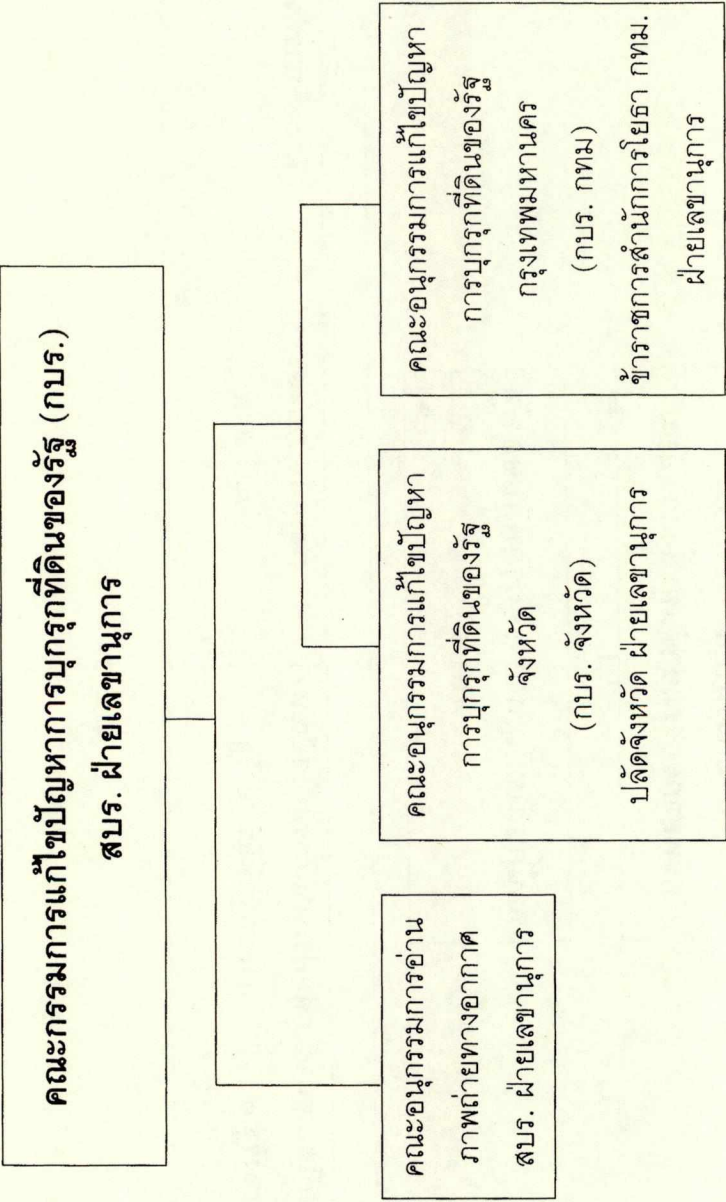 คณะกรรมการแก้ไขปัญหาการบุกรุกที่ดินของรัฐ (กบร.)
สบร. ฝ่ายเลขานุการ
คณะอนุกรรมการอ่าน
ภาพถ่ายทางอากาศ
สบร. ฝ่ายเลขานุการ
คณะอนุกรรมการแก้ไขปัญหา
การบุกรุกที่ดินของรัฐ
จังหวัด
(กบร. จังหวัด)
ปลัดจังหวัด ฝ่ายเลขานุการ
คณะอนุกรรมการแก้ไขปัญหา
การบุกรุกที่ดินของรัฐ
กรุงเทพมหานคร
(กบร. กทม)
ข้าราชการสำนักการโยธา กทม.
ฝ่ายเลขานุการ